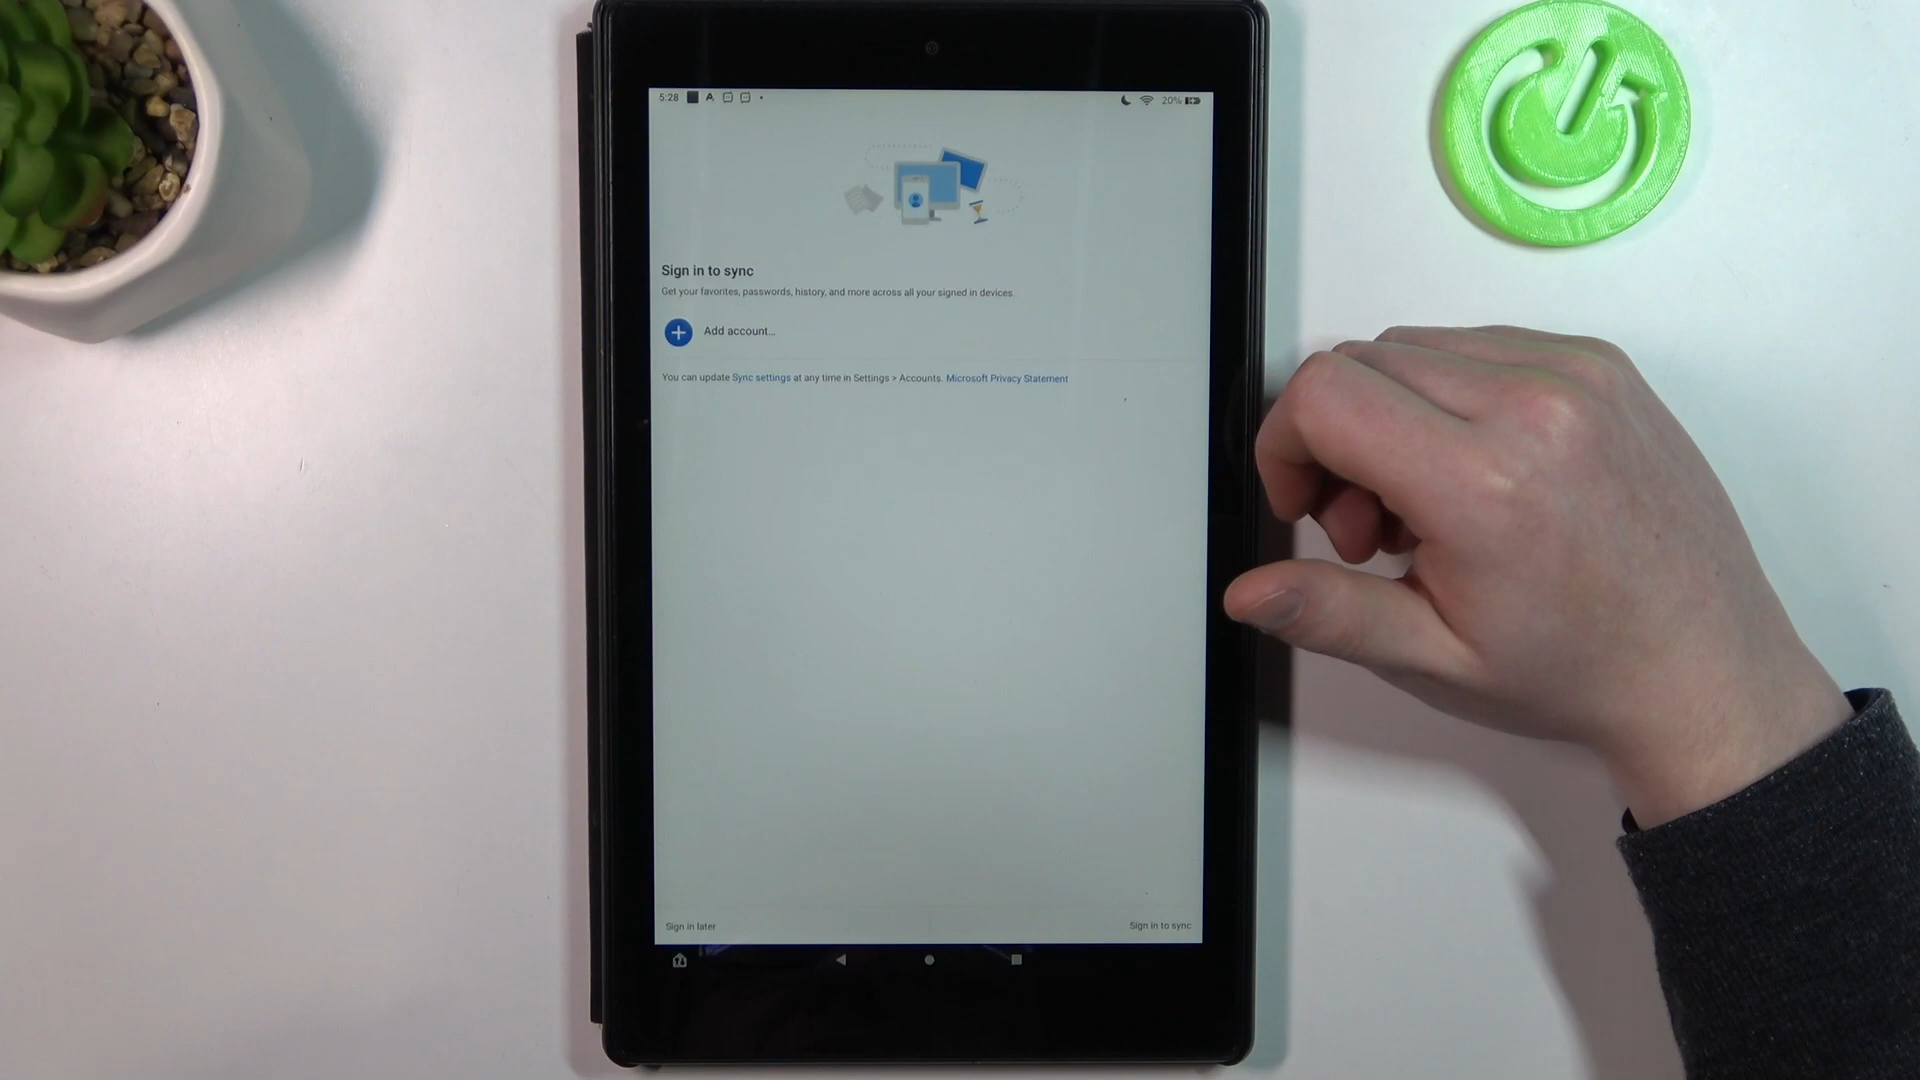 5:28
20%
Sign in to sync
Get your favorites, passwords, history, and more across all your signed in devices.
Add account...
You can update Sync settings at any time in Settings > Accounts. Microsoft Privacy Statement
Sign in later
Sign in to sync